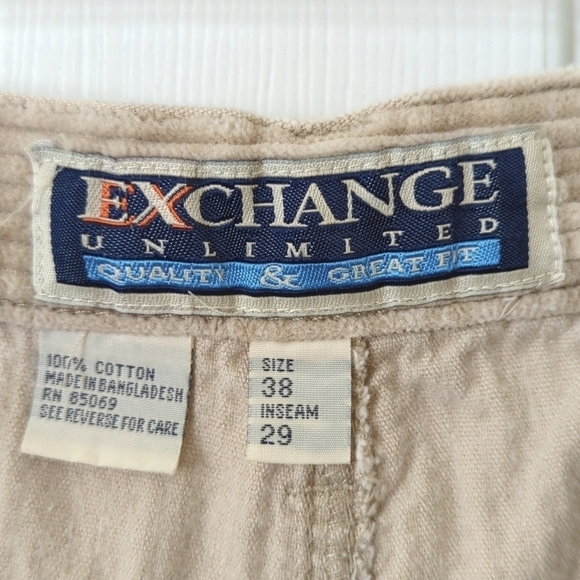 EXCHANGE
UNLIMITED
QUALITY & GREAT FIT
100% COTTON
MADE IN BANGLADESH
RN 85069
SEE REVERSE FOR CARE
SIZE
38
INSEAM
29